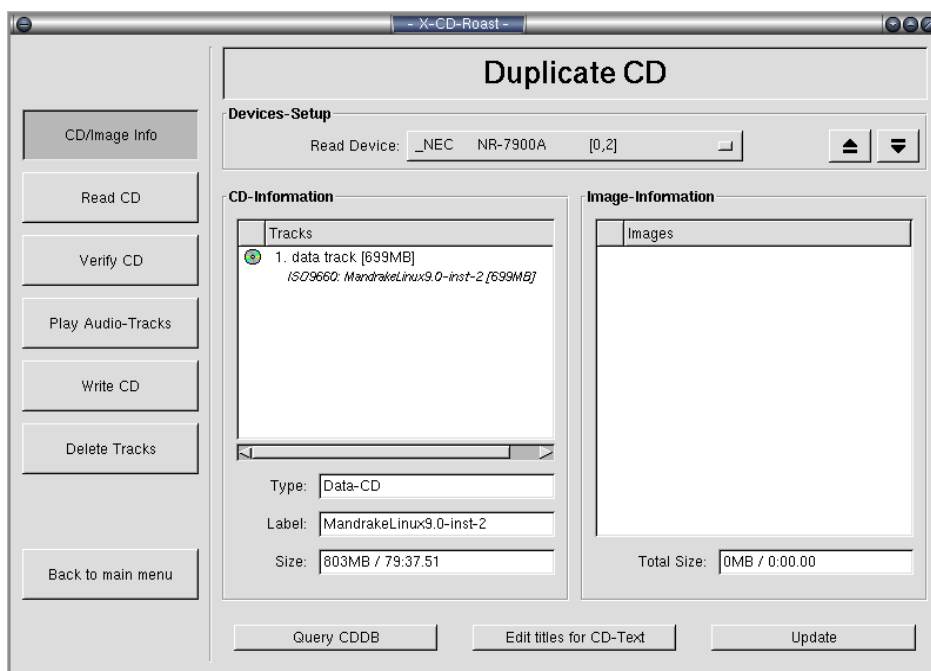 - X-CD-Roast -
Duplicate CD
CD/Image Info
Read CD
Verify CD
Play Audio-Tracks
Write CD
Delete Tracks
Back to main menu
Devices-Setup
Read Device: _NEC NR-7900A [0,2]
CD-Information
Tracks
1. data track [699MB]
ISO9660: MandrakeLinux9.0-inst-2 [699MB]
Type: Data-CD
Label: MandrakeLinux9.0-inst-2
Size: 803MB / 79:37.51
Image-Information
Images
Total Size: 0MB / 0:00.00
Query CDDB
Edit titles for CD-Text
Update